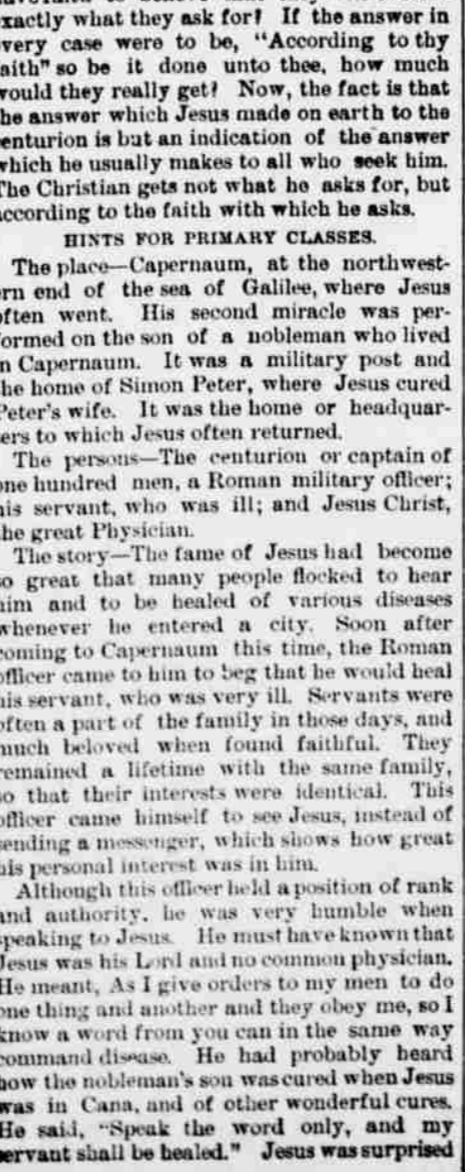 exactly what they ask for? If the answer in
every case were to be, "According to thy
faith" so be it done unto thee, how much
would they really get? Now, the fact is that
the answer which Jesus made on earth to the
centurion is but an indication of the answer
which he usually makes to all who seek him.
The Christian gets not what he asks for, but
according to the faith with which he asks.
HINTS FOR PRIMARY CLASSES.
The place—Capernaum, at the northwest-
ern end of the sea of Galilee, where Jesus
often went. His second miracle was per-
formed on the son of a nobleman who lived
in Capernaum. It was a military post and
the home of Simon Peter, where Jesus cured
Peter's wife. It was the home or headquar-
ters to which Jesus often returned.
The persons—The centurion or captain of
one hundred men, a Roman military officer;
his servant, who was ill; and Jesus Christ,
the great Physician.
The story—The fame of Jesus had become
so great that many people flocked to hear
him and to be healed of various diseases
whenever he entered a city. Soon after
coming to Capernaum this time, the Roman
officer came to him to beg that he would heal
his servant, who was very ill. Servants were
often a part of the family in those days, and
much beloved when found faithful. They
remained a lifetime with the same family,
so that their interests were identical. This
officer came himself to see Jesus, instead of
sending a messenger, which shows how great
his personal interest was in him.
Although this officer held a position of rank
and authority, he was very humble when
speaking to Jesus. He must have known that
Jesus was his Lord and no common physician.
He meant, As I give orders to my men to do
one thing and another and they obey me, so I
know a word from you can in the same way
command disease. He had probably heard
how the nobleman's son was cured when Jesus
was in Cana, and of other wonderful cures.
He said, "Speak the word only, and my
servant shall be healed." Jesus was surprised